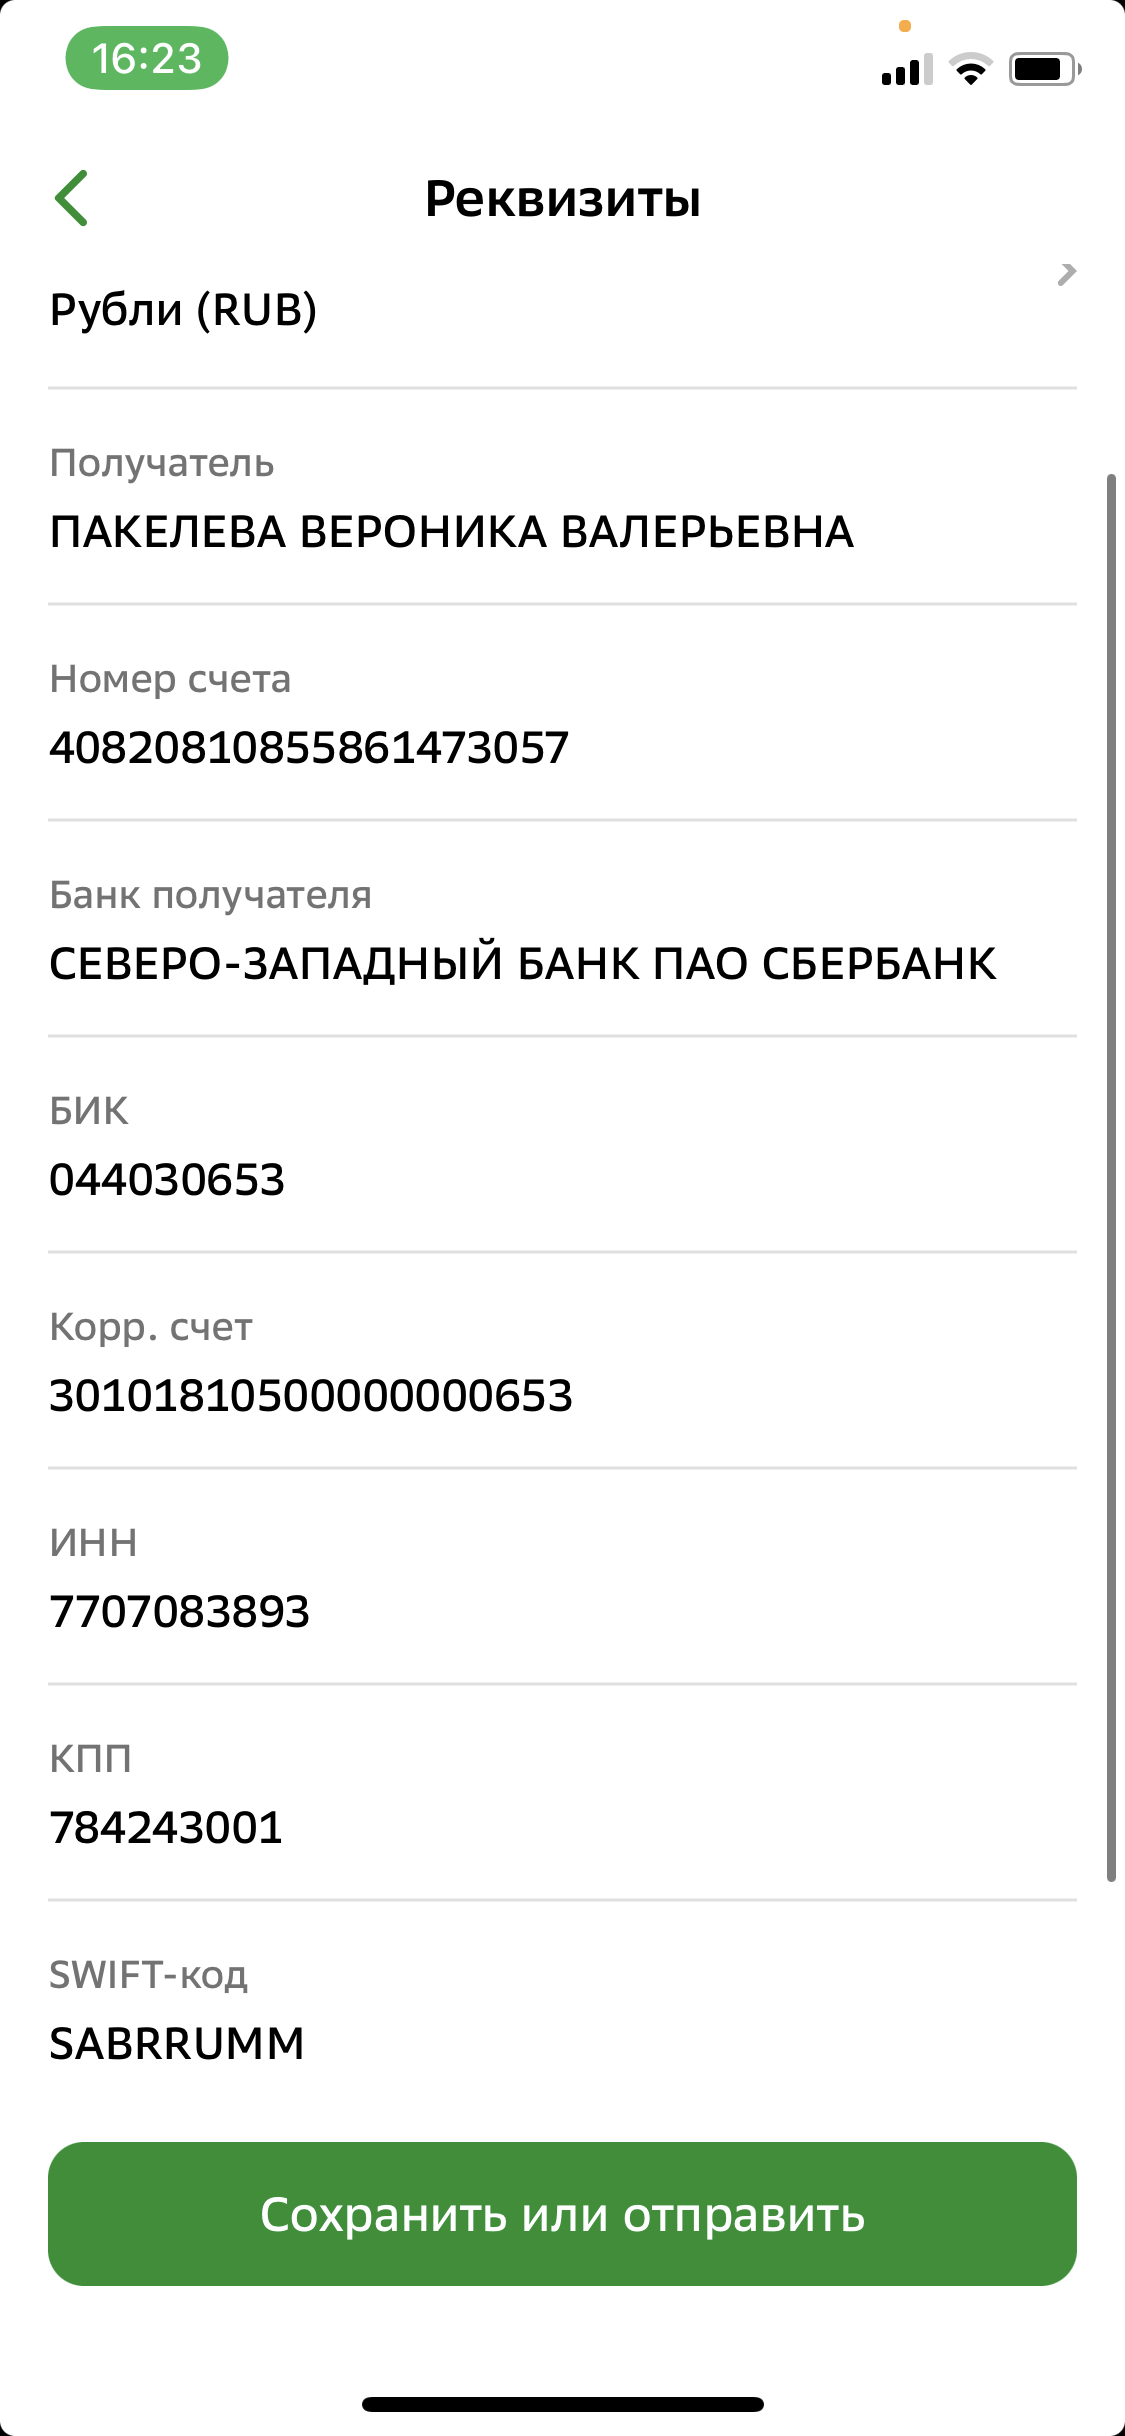 16:23
Реквизиты
Рубли (RUB)
Получатель
ПАКЕЛЕВА ВЕРОНИКА ВАЛЕРЬЕВНА
Номер счета
40820810855861473057
Банк получателя
СЕВЕРО-ЗАПАДНЫЙ БАНК ПАО СБЕРБАНК
БИК
044030653
Корр. счет
30101810500000000653
ИНН
7707083893
КПП
784243001
SWIFT-код
SABRRUMM
Сохранить или отправить